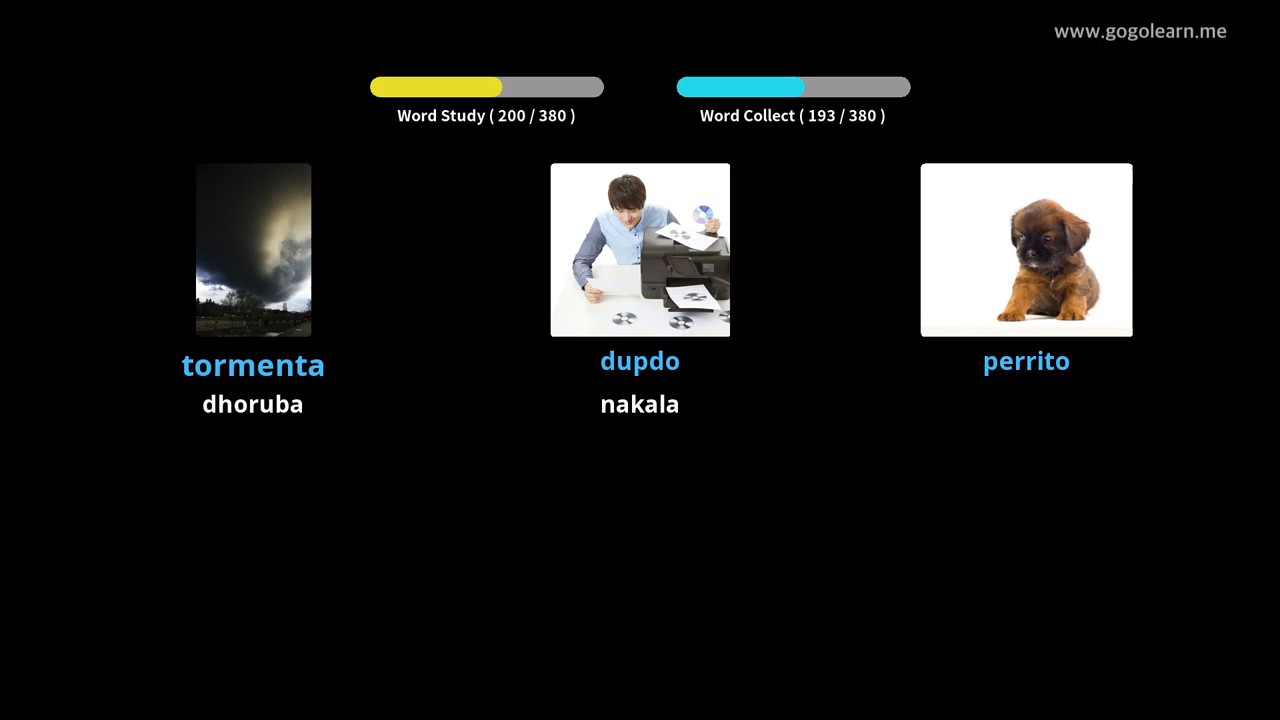 www.gogolearn.me
Word Study ( 200 / 380 )
Word Collect ( 193 / 380 )
tormenta
dupdo
perrito
dhoruba
nakala